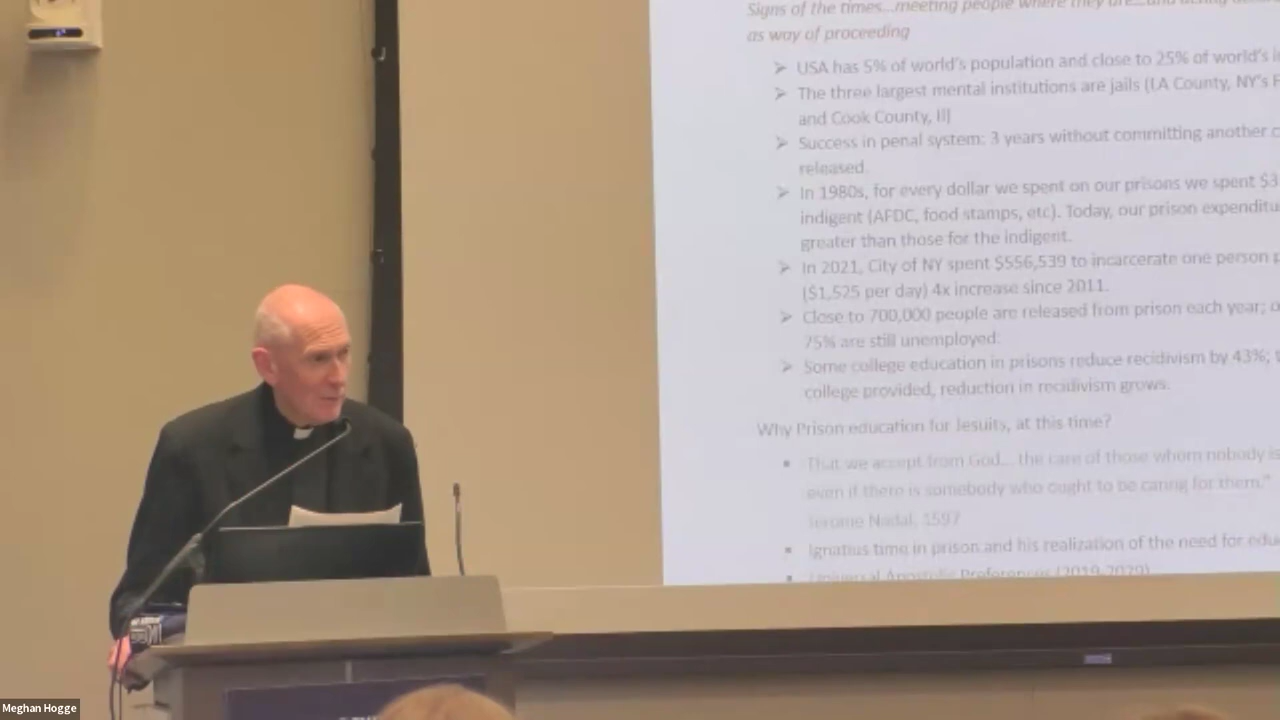 Signs of the times...meeting people where they are...and
as way of proceeding
➢ USA has 5% of world's population and close to 25% of world's
➢ The three largest mental institutions are jails (LA County, NY's
and Cook County, Il)
➢ Success in penal system: 3 years without committing another
released.
➢ In 1980s, for every dollar we spent on our prisons we spent $3
indigent (AFDC, food stamps, etc). Today, our prison expenditu
greater than those for the indigent.
➢ In 2021, City of NY spent $556,539 to incarcerate one person p
($1,525 per day) 4x increase since 2011.
➢ Close to 700,000 people are released from prison each year; o
75% are still unemployed.
➢ Some college education in prisons reduce recidivism by 43%; t
college provided, reduction in recidivism grows.
Why Prison education for Jesuits, at this time?
▪ That we accept from God... the care of those whom nobody is
even if there is somebody who ought to be caring for them."
Jerome Nadal, 1597
▪ Ignatius time in prison and his realization of the need for edu
▪ Universal Apostolic Preferences (2019-2029)
Meghan Hogge